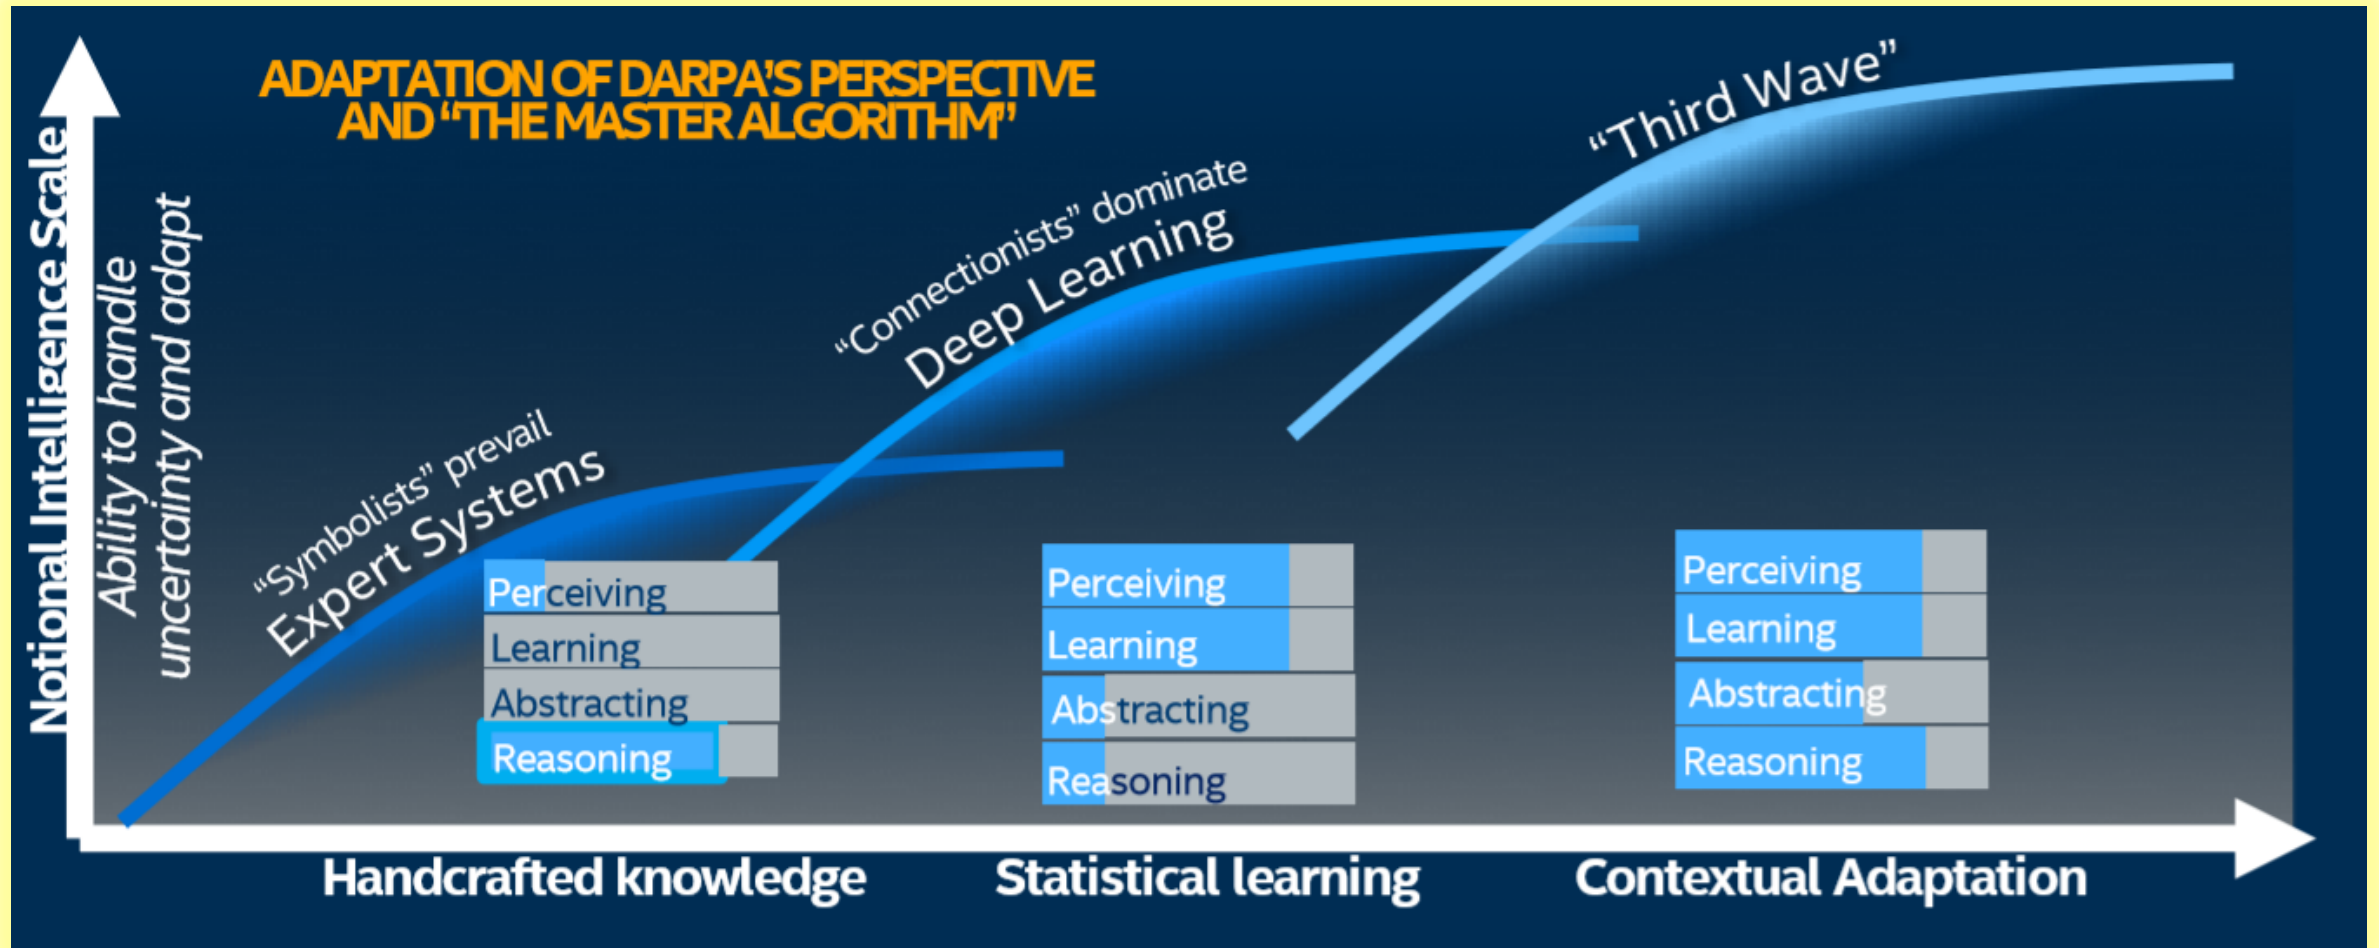 ADAPTATION OF DARPA’S PERSPECTIVE
AND “THE MASTER ALGORITHM”
Notional Intelligence Scale
Ability to handle
uncertainty and adapt
“Symbolists” prevail
Expert Systems
“Connectionists” dominate
Deep Learning
“Third Wave”
Perceiving
Learning
Abstracting
Reasoning
Perceiving
Learning
Abstracting
Reasoning
Perceiving
Learning
Abstracting
Reasoning
Handcrafted knowledge
Statistical learning
Contextual Adaptation